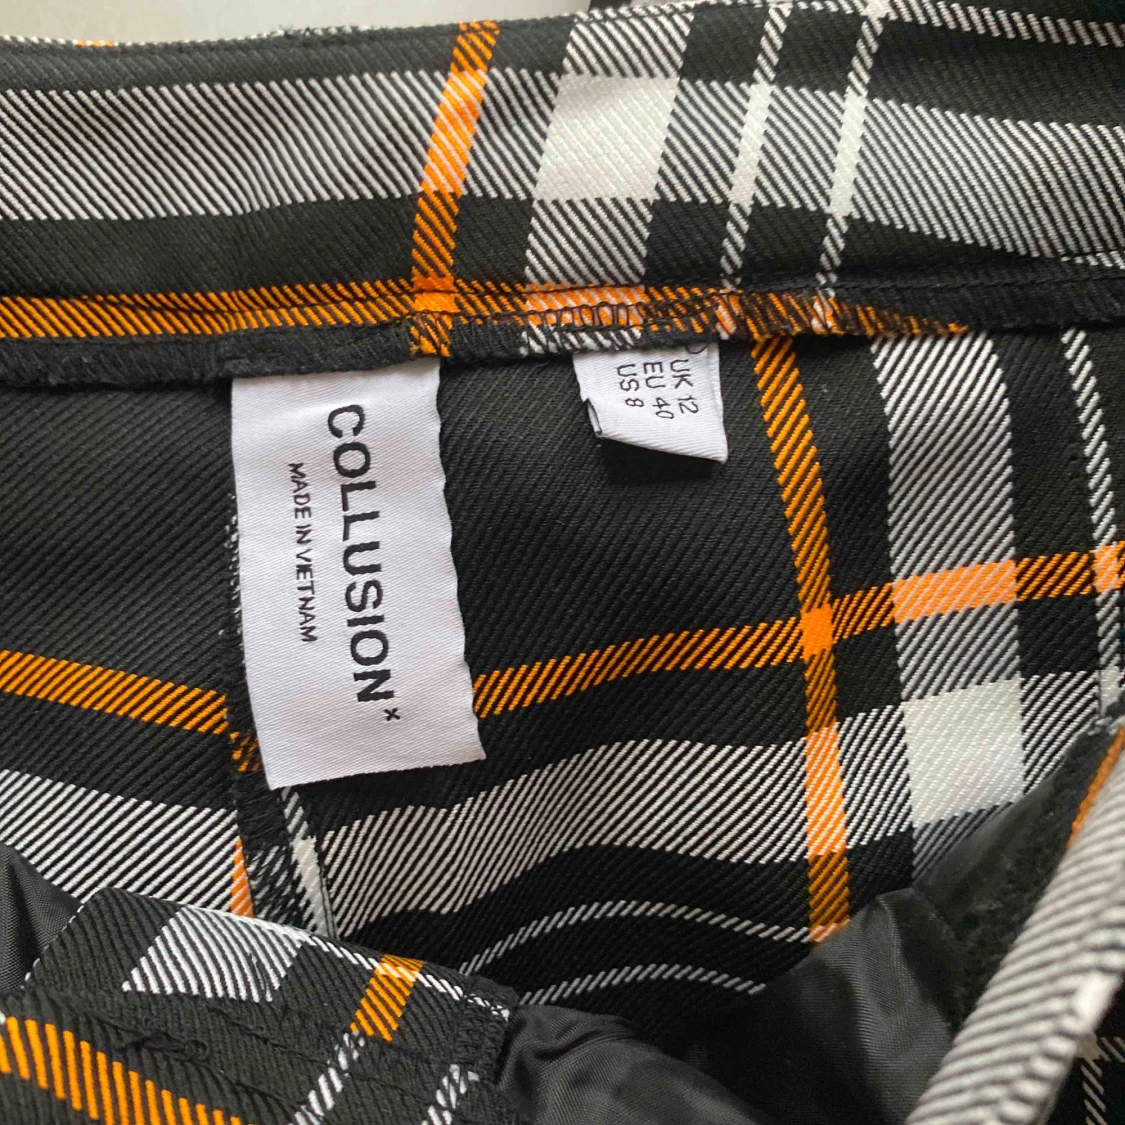 COLLUSION x
MADE IN VIETNAM
UK 12
EU 40
US 8